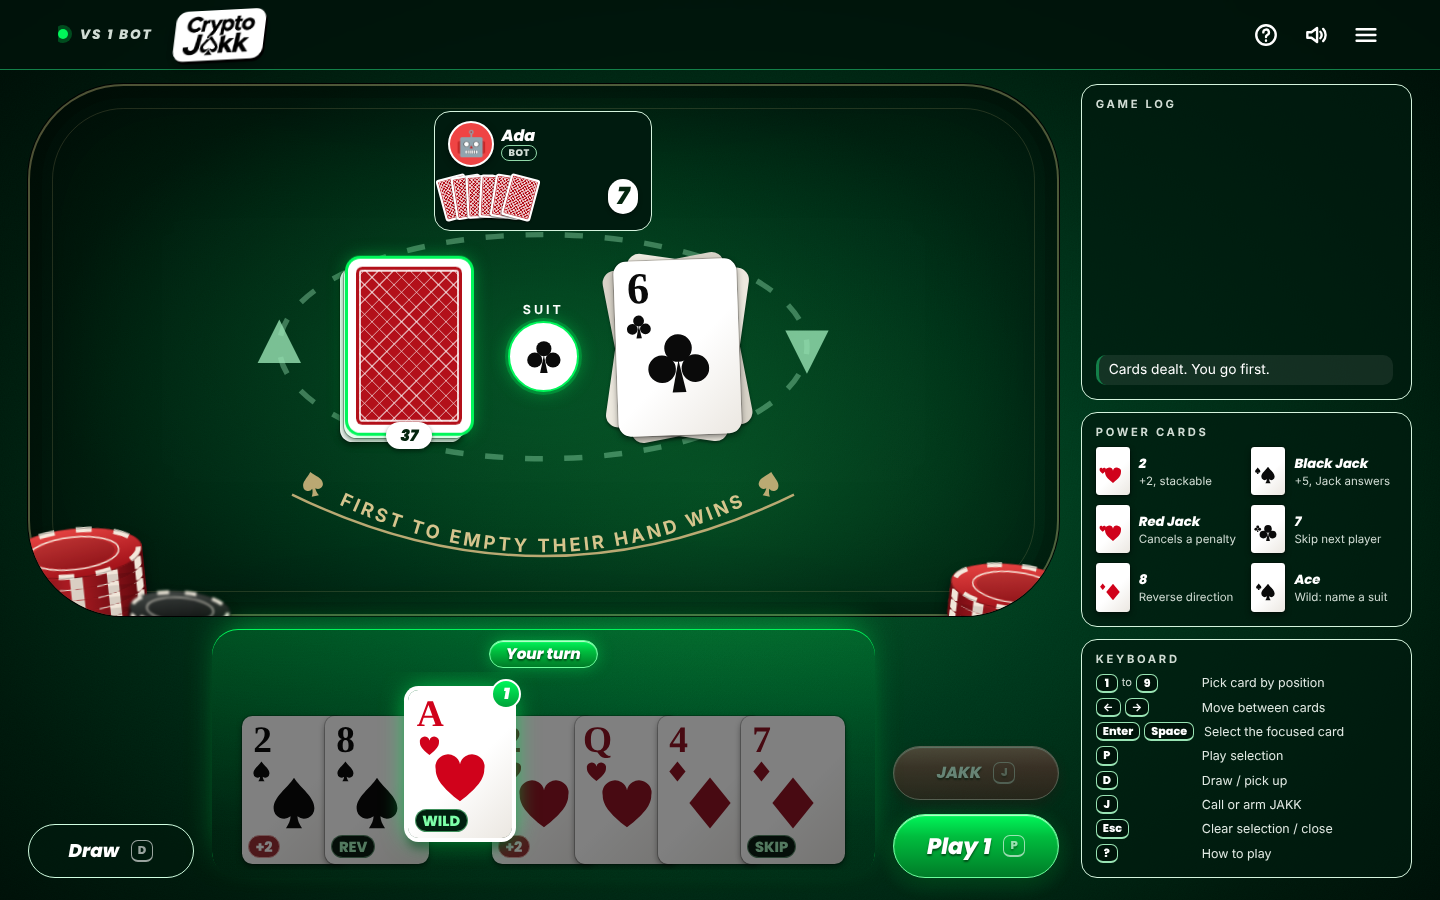 VS 1 BOT
Crypto
Jakk
Ada
BOT
7
SUIT
6
37
FIRST TO EMPTY THEIR HAND WINS
Your turn
2
+2
8
REV
A
WILD
1
2
+2
Q
4
7
SKIP
Draw D
JAKK J
Play 1 P
GAME LOG
Cards dealt. You go first.
POWER CARDS
2
+2, stackable
Black Jack
+5, Jack answers
Red Jack
Cancels a penalty
7
Skip next player
8
Reverse direction
Ace
Wild: name a suit
KEYBOARD
1 to 9 Pick card by position
← → Move between cards
Enter Space Select the focused card
P Play selection
D Draw / pick up
J Call or arm JAKK
Esc Clear selection / close
? How to play